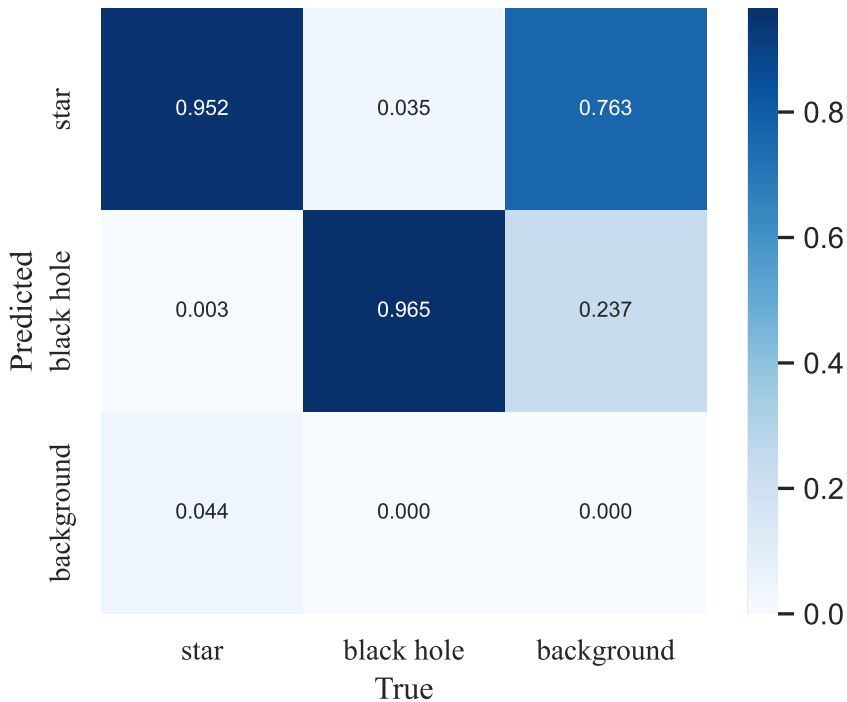 star
0.952 0.035 0.763
0.8
0.6
Predicted
black hole
0.003 0.965 0.237
0.4
0.2
background
0.044 0.000 0.000
0.0
star black hole background
True